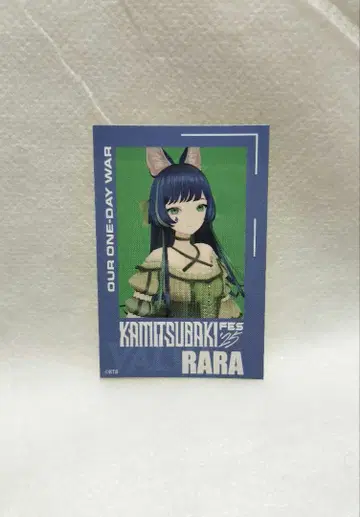 OUR ONE-DAY WAR
KAMITSUBAKI
FES
'25
RARA